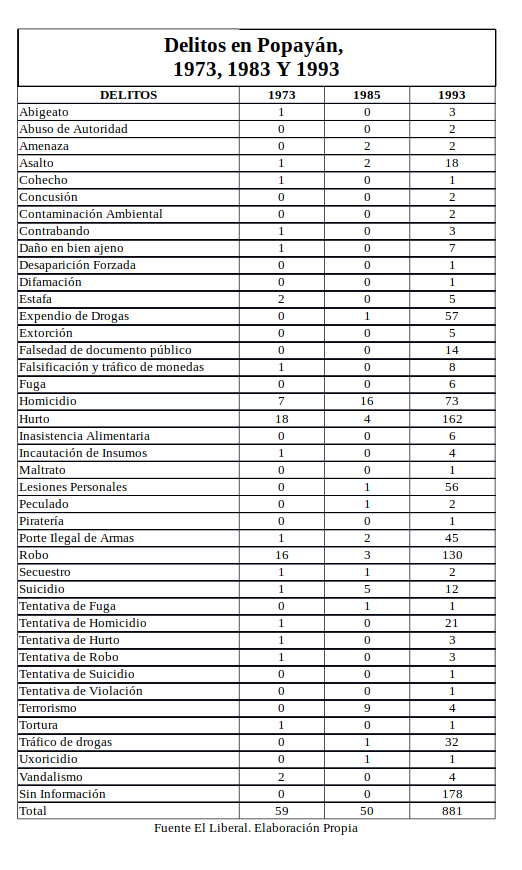 Delitos en Popayán,
1973, 1983 Y 1993
DELITOS 1973 1985 1993
Abigeato 1 0 3
Abuso de Autoridad 0 0 2
Amenaza 0 2 2
Asalto 1 2 18
Cohecho 1 0 1
Concusión 0 0 2
Contaminación Ambiental 0 0 2
Contrabando 1 0 3
Daño en bien ajeno 1 0 7
Desaparición Forzada 0 0 1
Difamación 0 0 1
Estafa 2 0 5
Expendio de Drogas 0 1 57
Extorción 0 0 5
Falsedad de documento público 0 0 14
Falsificación y tráfico de monedas 1 0 8
Fuga 0 0 6
Homicidio 7 16 73
Hurto 18 4 162
Inasistencia Alimentaria 0 0 6
Incautación de Insumos 1 0 4
Maltrato 0 0 1
Lesiones Personales 0 1 56
Peculado 0 1 2
Piratería 0 0 1
Porte Ilegal de Armas 1 2 45
Robo 16 3 130
Secuestro 1 1 2
Suicidio 1 5 12
Tentativa de Fuga 0 1 1
Tentativa de Homicidio 1 0 21
Tentativa de Hurto 1 0 3
Tentativa de Robo 1 0 3
Tentativa de Suicidio 0 0 1
Tentativa de Violación 0 0 1
Terrorismo 0 9 4
Tortura 1 0 1
Tráfico de drogas 0 1 32
Uxoricidio 0 1 1
Vandalismo 2 0 4
Sin Información 0 0 178
Total 59 50 881
Fuente El Liberal. Elaboración Propia